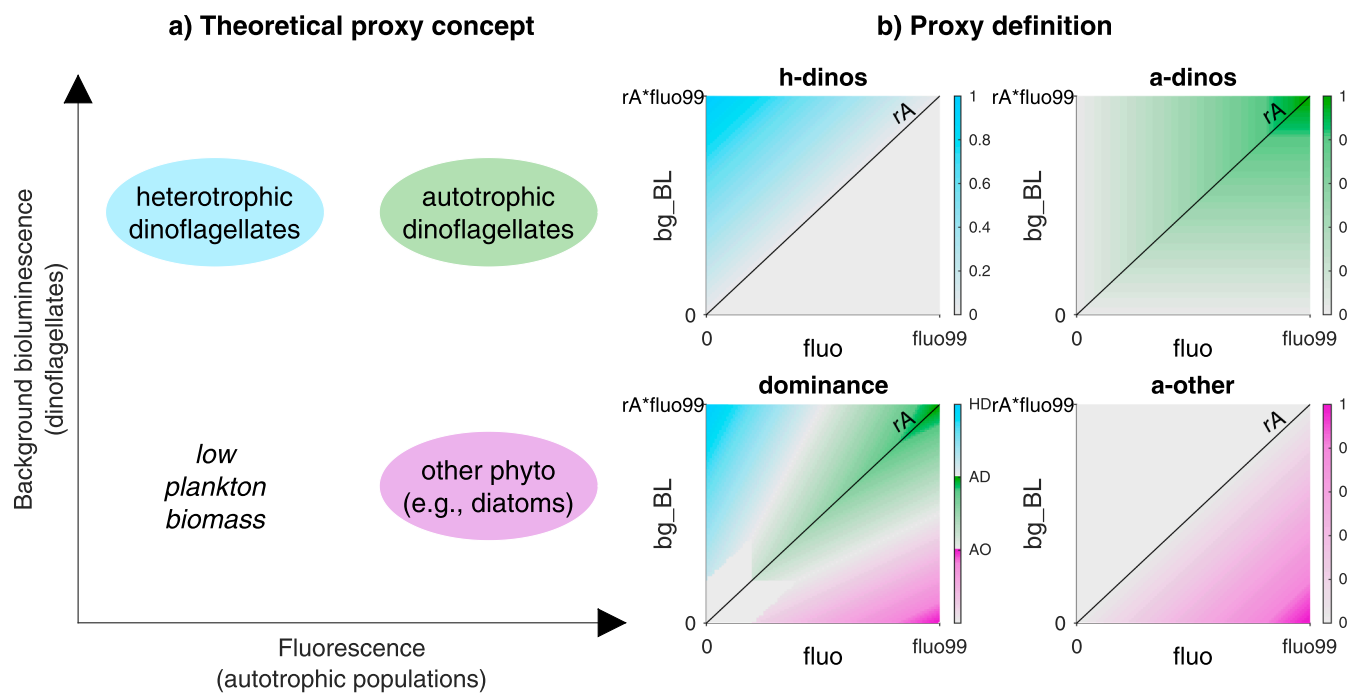 a) Theoretical proxy concept
Background bioluminescence
(dinoflagellates)
heterotrophic
dinoflagellates
autotrophic
dinoflagellates
low
plankton
biomass
other phyto
(e.g., diatoms)
Fluorescence
(autotrophic populations)
b) Proxy definition
h-dinos
rA*fluo99
bg_BL
0
rA
0
fluo99
fluo
1
0.8
0.6
0.4
0.2
0
a-dinos
rA*fluo99
bg_BL
0
rA
0
fluo99
fluo
1
0
0
0
0
0
dominance
rA*fluo99
bg_BL
0
rA
0
fluo99
fluo
HD
AD
AO
a-other
rA*fluo99
bg_BL
0
rA
0
fluo99
fluo
1
0
0
0
0
0